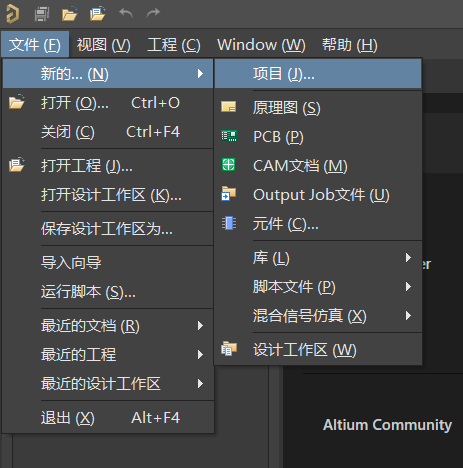 文件 (F) 视图 (V) 工程 (C) Window (W) 帮助 (H)
新的... (N)
打开 (O)... Ctrl+O
关闭 (C) Ctrl+F4
打开工程 (J)...
打开设计工作区 (K)...
保存设计工作区为...
导入向导
运行脚本 (S)...
最近的文档 (R)
最近的工程
最近的设计工作区
退出 (X) Alt+F4
项目 (J)...
原理图 (S)
PCB (P)
CAM文档 (M)
Output Job文件 (U)
元件 (C)...
库 (L)
脚本文件 (P)
混合信号仿真 (X)
设计工作区 (W)
er
Altium Community